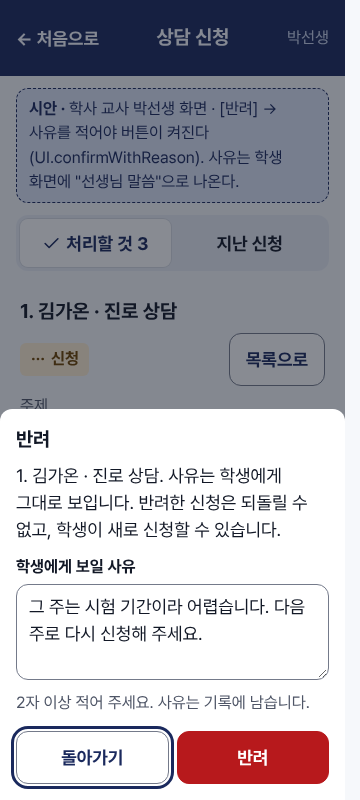 ← 처음으로
상담 신청
박선생
시안 · 학사 교사 박선생 화면 · [반려] →
사유를 적어야 버튼이 켜진다
(UI.confirmWithReason). 사유는 학생
화면에 "선생님 말씀"으로 나온다.
✓ 처리할 것 3
지난 신청
1. 김가온 · 진로 상담
··· 신청
목록으로
주제
반려
1. 김가온 · 진로 상담. 사유는 학생에게
그대로 보입니다. 반려한 신청은 되돌릴 수
없고, 학생이 새로 신청할 수 있습니다.
학생에게 보일 사유
그 주는 시험 기간이라 어렵습니다. 다음
주로 다시 신청해 주세요.
2자 이상 적어 주세요. 사유는 기록에 남습니다.
돌아가기
반려